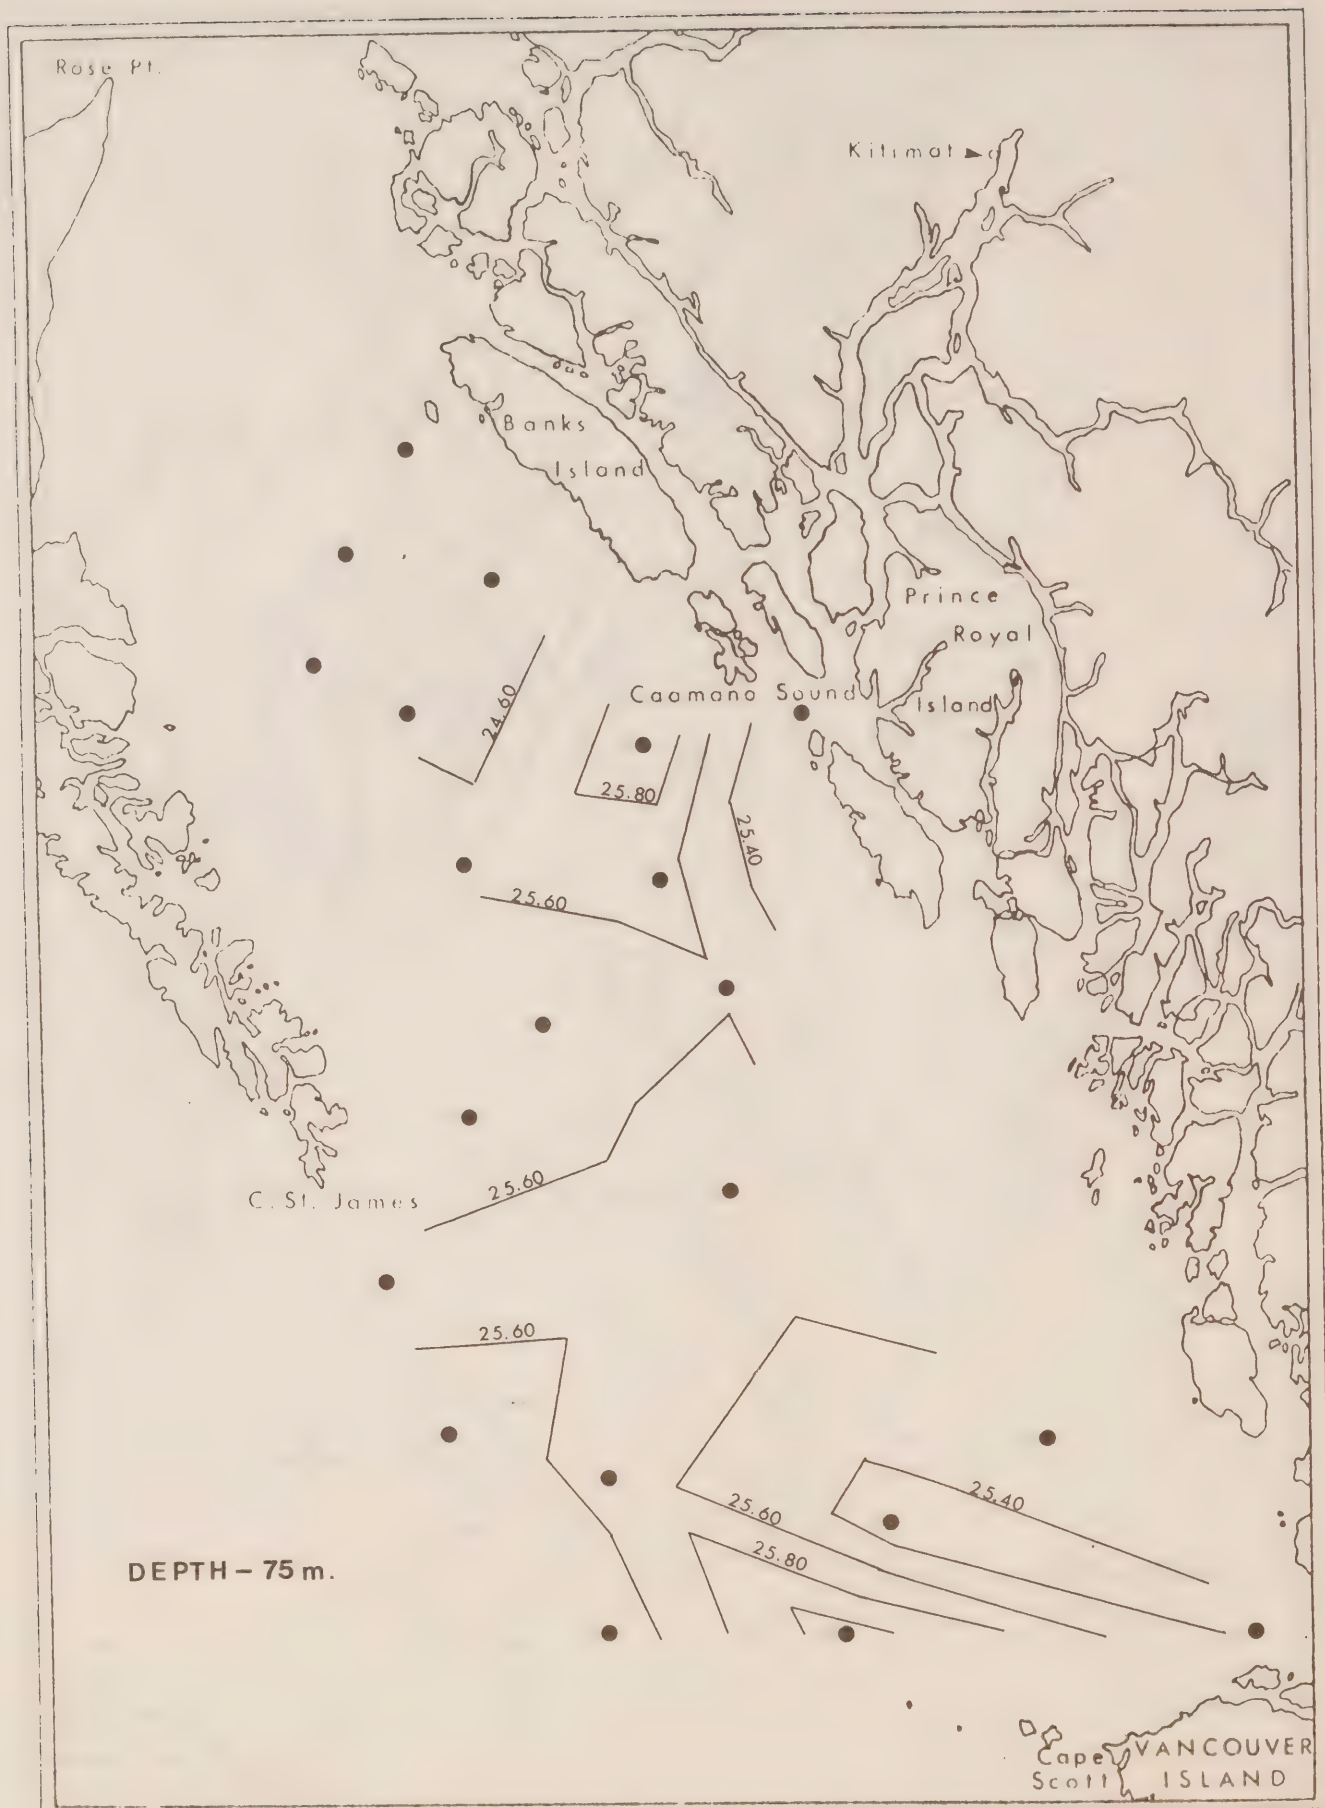 Rose Pt.
Kitimat
Banks
Island
Prince
Royal
Island
Caamano Sound
24.60
25.80
25.40
25.60
25.60
C. St. James
25.60
25.40
25.60
25.80
DEPTH – 75 m.
Cape
Scott
VANCOUVER
ISLAND